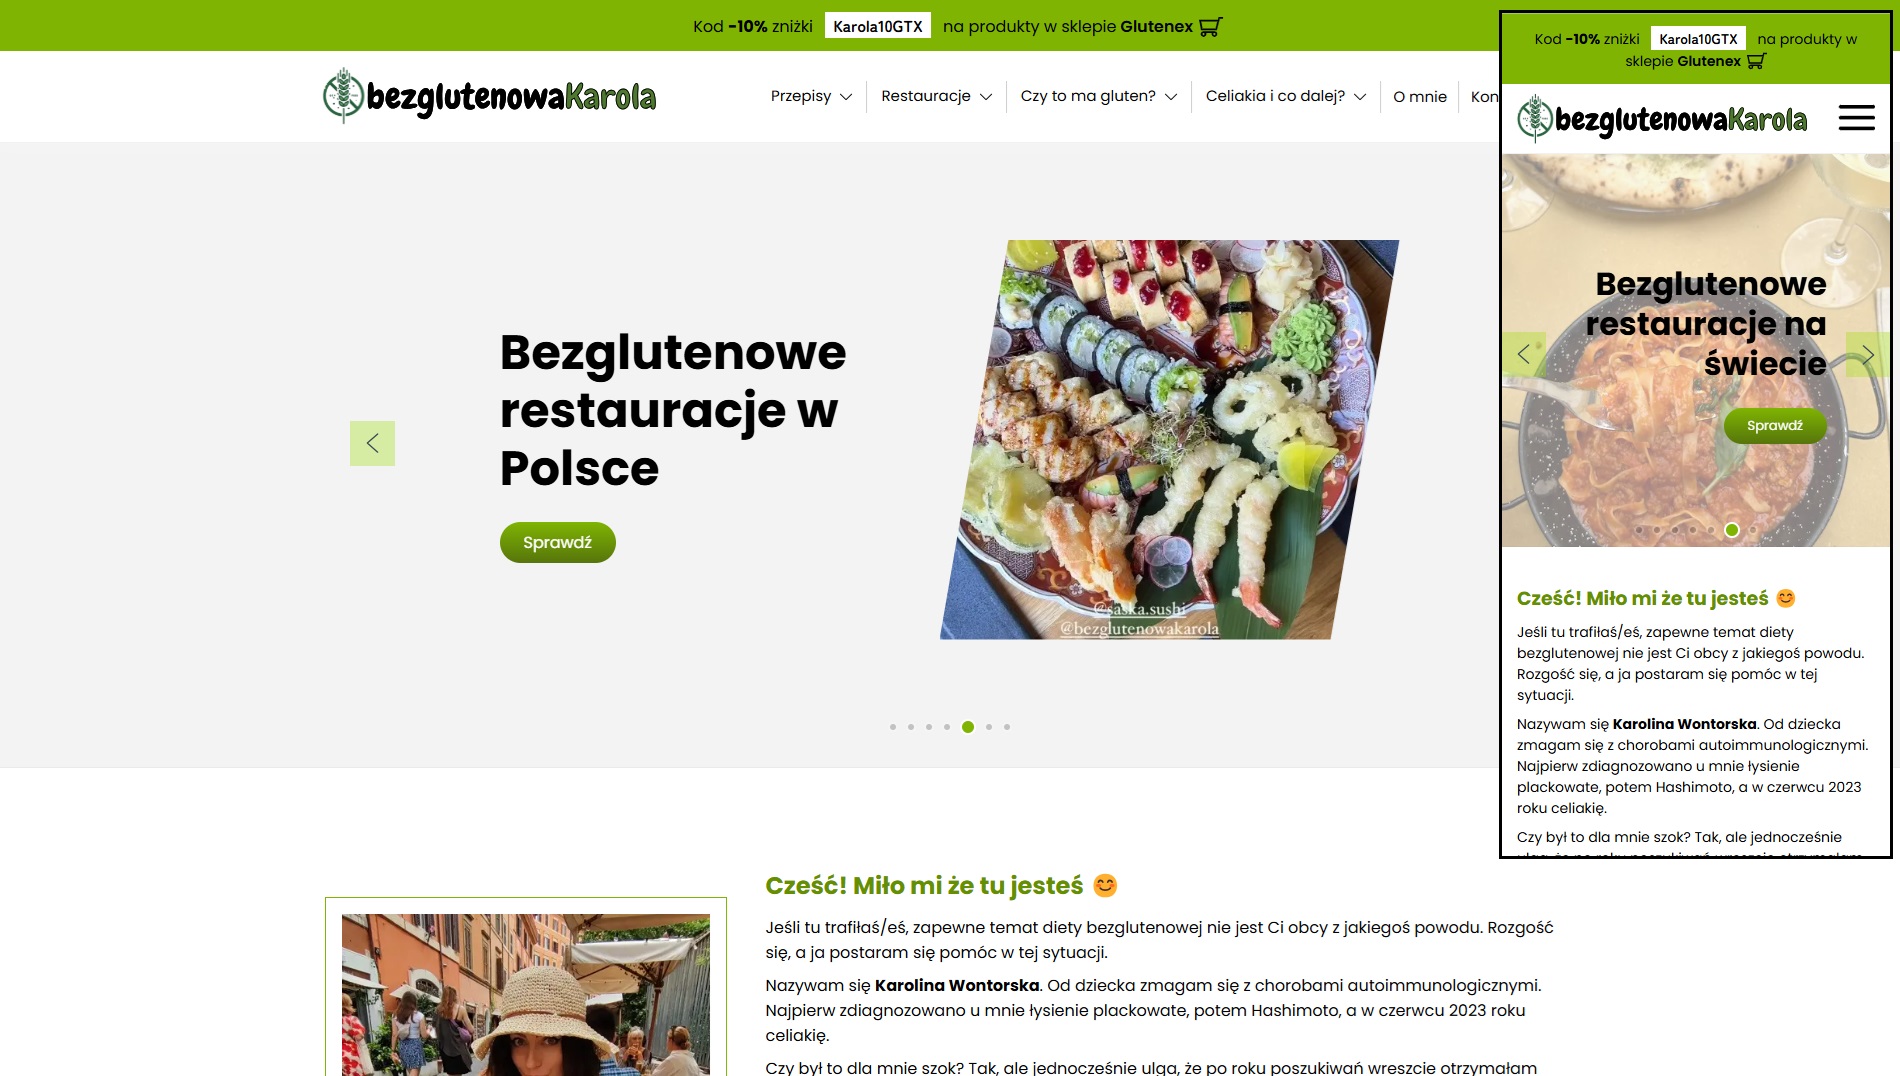 Kod -10% zniżki Karola10GTX na produkty w sklepie Glutenex
bezglutenowaKarola
Przepisy Restauracje Czy to ma gluten? Celiakia i co dalej? O mnie Kon
Bezglutenowe
restauracje w
Polsce
Sprawdź
@saska.sushi
@bezglutenowakarola
Cześć! Miło mi że tu jesteś 😊
Jeśli tu trafiłaś/eś, zapewne temat diety bezglutenowej nie jest Ci obcy z jakiegoś powodu. Rozgość
się, a ja postaram się pomóc w tej sytuacji.
Nazywam się Karolina Wontorska. Od dziecka zmagam się z chorobami autoimmunologicznymi.
Najpierw zdiagnozowano u mnie łysienie plackowate, potem Hashimoto, a w czerwcu 2023 roku
celiakię.
Czy był to dla mnie szok? Tak, ale jednocześnie ulga, że po roku poszukiwań wreszcie otrzymałam
Kod -10% zniżki Karola10GTX na produkty w
sklepie Glutenex
bezglutenowaKarola
Bezglutenowe
restauracje na
świecie
Sprawdź
Cześć! Miło mi że tu jesteś 😊
Jeśli tu trafiłaś/eś, zapewne temat diety
bezglutenowej nie jest Ci obcy z jakiegoś powodu.
Rozgość się, a ja postaram się pomóc w tej
sytuacji.
Nazywam się Karolina Wontorska. Od dziecka
zmagam się z chorobami autoimmunologicznymi.
Najpierw zdiagnozowano u mnie łysienie
plackowate, potem Hashimoto, a w czerwcu 2023
roku celiakię.
Czy był to dla mnie szok? Tak, ale jednocześnie